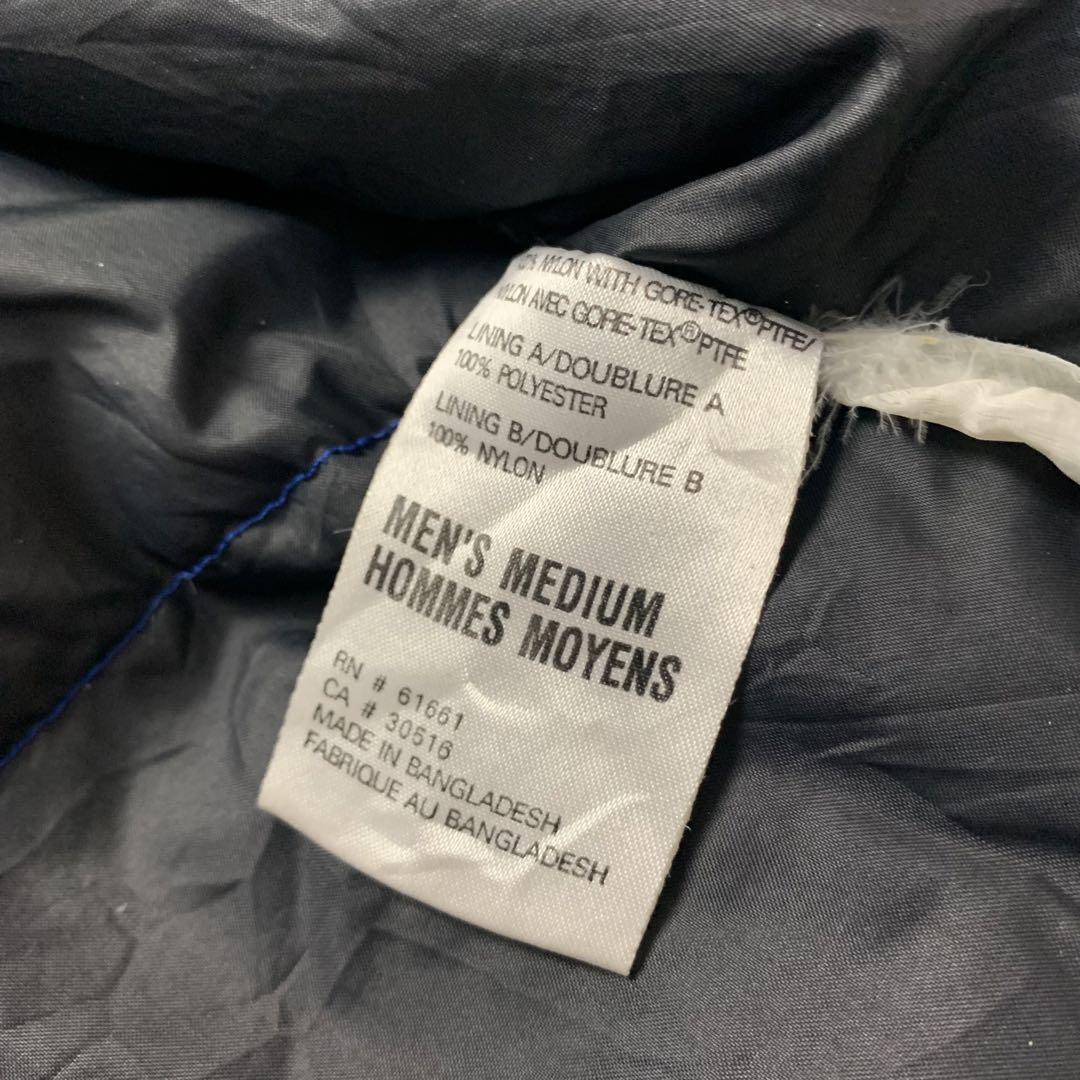 % NYLON WITH GORE-TEX®PTFE/
NYLON AVEC GORE-TEX®PTFE
LINING A/DOUBLURE A
100% POLYESTER
LINING B/DOUBLURE B
100% NYLON
MEN'S MEDIUM
HOMMES MOYENS
RN # 61661
CA # 30516
MADE IN BANGLADESH
FABRIQUE AU BANGLADESH